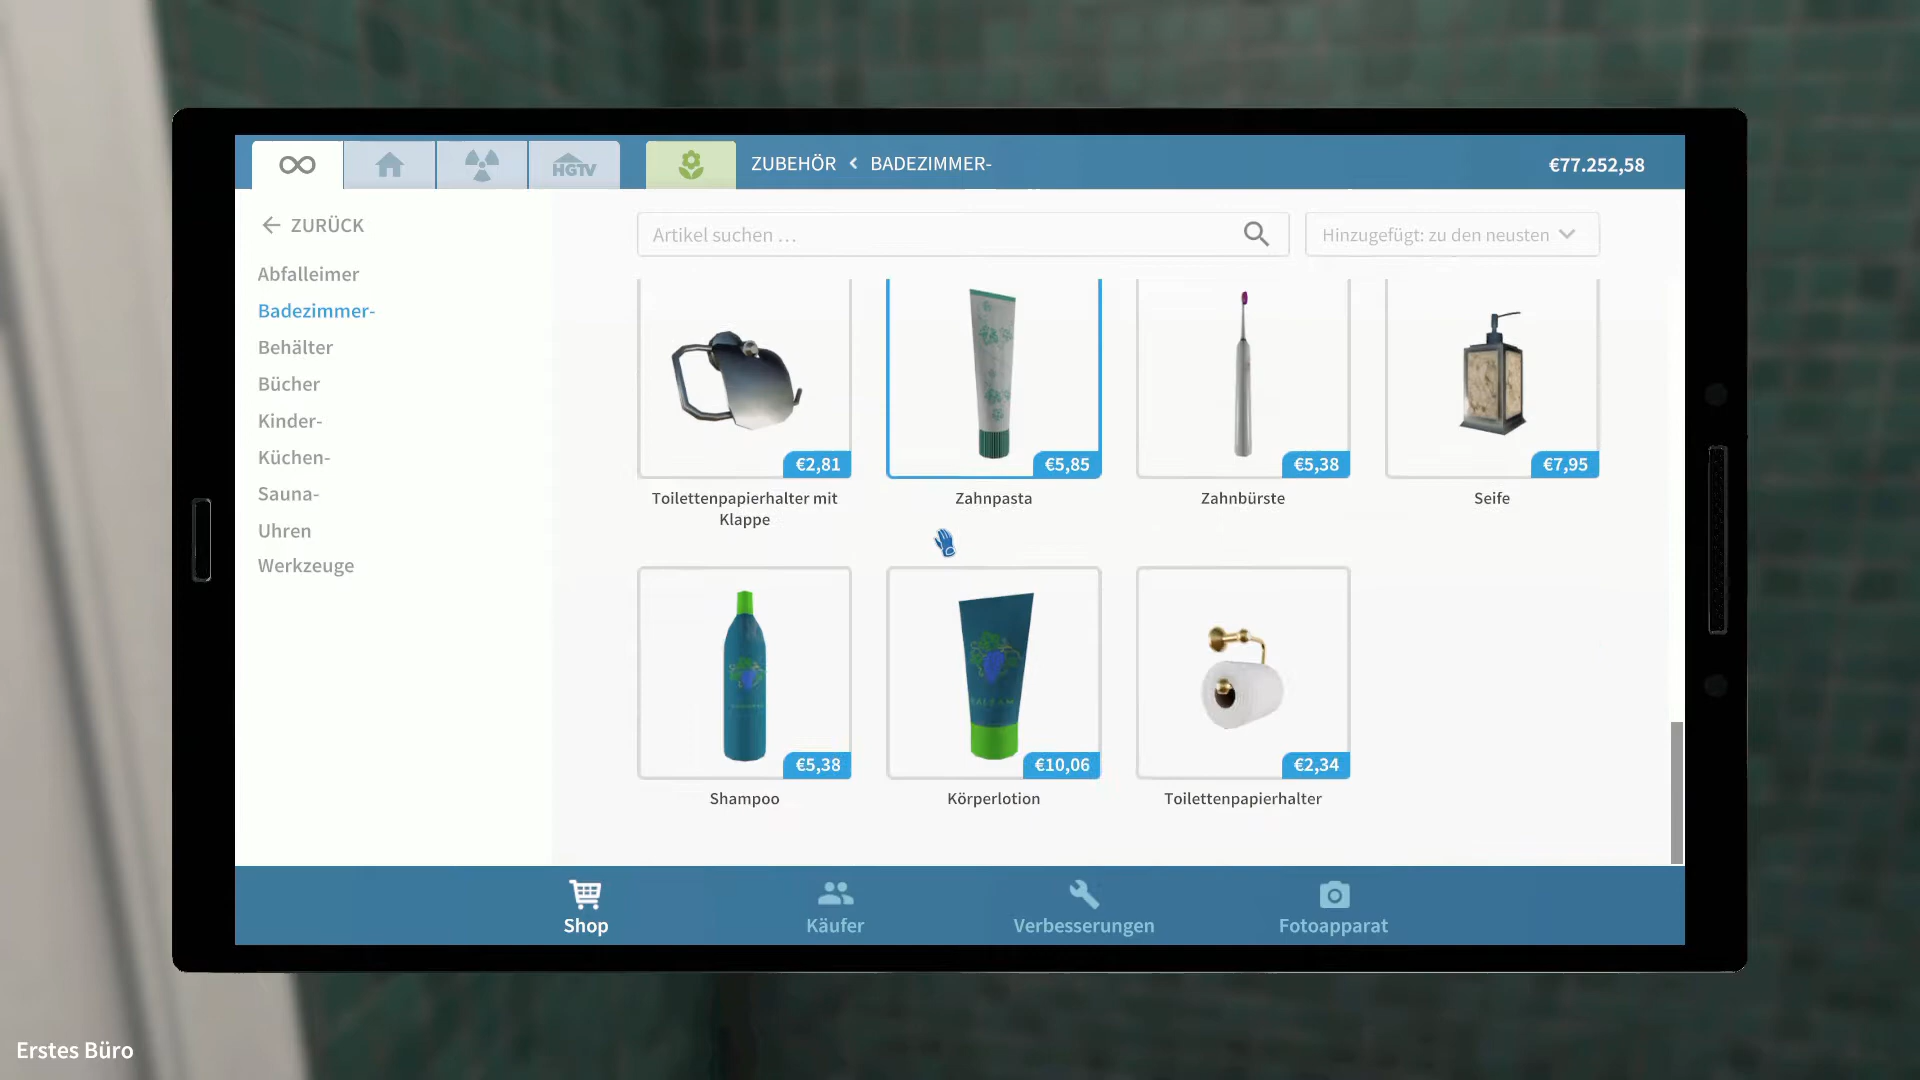 HGTV
ZUBEHÖR < BADEZIMMER-
€77.252,58
← ZURÜCK
Abfalleimer
Badezimmer-
Behälter
Bücher
Kinder-
Küchen-
Sauna-
Uhren
Werkzeuge
Artikel suchen …
Hinzugefügt: zu den neusten
€2,81
€5,85
€5,38
€7,95
Toilettenpapierhalter mit
Klappe
Zahnpasta
Zahnbürste
Seife
€5,38
€10,06
€2,34
Shampoo
Körperlotion
Toilettenpapierhalter
Shop
Käufer
Verbesserungen
Fotoapparat
Erstes Büro